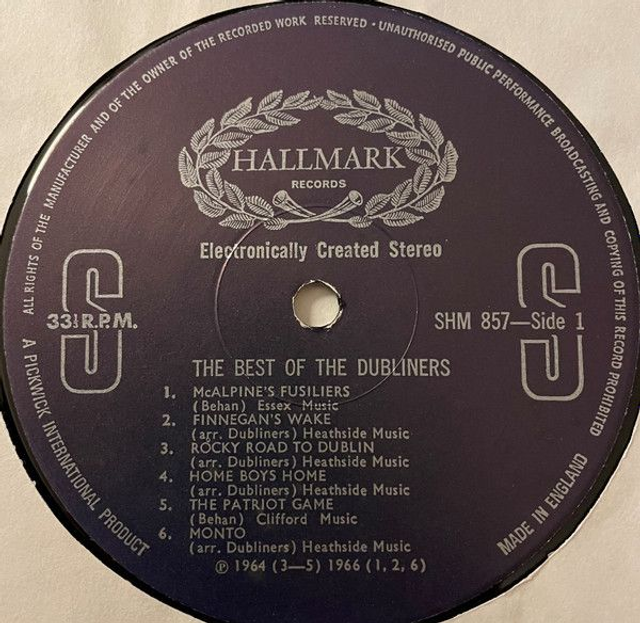 ALL RIGHTS OF THE MANUFACTURER AND OF THE OWNER OF THE RECORDED WORK RESERVED • UNAUTHORISED PUBLIC PERFORMANCE BROADCASTING AND COPYING OF THIS RECORD PROHIBITED
HALLMARK
RECORDS
Electronically Created Stereo
S
S
33⅓ R.P.M.
SHM 857—Side 1
THE BEST OF THE DUBLINERS
1. McALPINE'S FUSILIERS
(Behan) Essex Music
2. FINNEGAN'S WAKE
(arr. Dubliners) Heathside Music
3. ROCKY ROAD TO DUBLIN
(arr. Dubliners) Heathside Music
4. HOME BOYS HOME
(arr. Dubliners) Heathside Music
5. THE PATRIOT GAME
(Behan) Clifford Music
6. MONTO
(arr. Dubliners) Heathside Music
℗ 1964 (3—5) 1966 (1, 2, 6)
A PICKWICK INTERNATIONAL PRODUCT
MADE IN ENGLAND